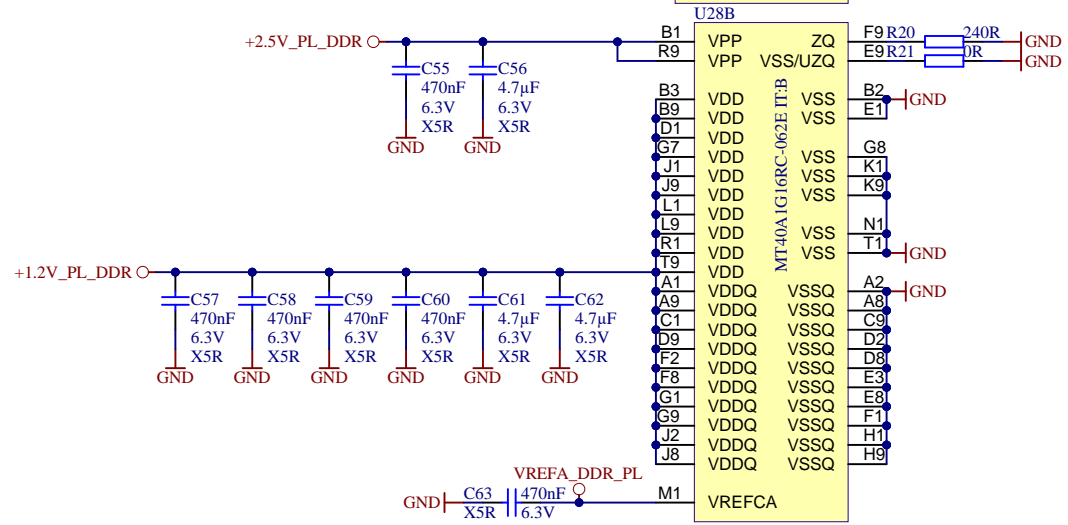 U28B
+2.5V_PL_DDR
B1 VPP ZQ F9 R20 240R GND
R9 VPP VSS/UZQ E9 R21 0R GND
C55 C56
470nF 4.7µF
6.3V 6.3V
X5R X5R
GND GND
B3 VDD VSS B2 GND
B9 VDD VSS E1
D1 VDD
G7 VDD VSS G8
J1 VDD VSS K1
J9 VDD VSS K9
L1 VDD
L9 VDD VSS N1
R1 VDD VSS T1 GND
T9 VDD
MT40A1G16RC-062E IT:B
+1.2V_PL_DDR
A1 VDDQ VSSQ A2 GND
A9 VDDQ VSSQ A8
C1 VDDQ VSSQ C9
D9 VDDQ VSSQ D2
F2 VDDQ VSSQ D8
F8 VDDQ VSSQ E3
G1 VDDQ VSSQ E8
G9 VDDQ VSSQ F1
J2 VDDQ VSSQ H1
J8 VDDQ VSSQ H9
C57 C58 C59 C60 C61 C62
470nF 470nF 470nF 470nF 4.7µF 4.7µF
6.3V 6.3V 6.3V 6.3V 6.3V 6.3V
X5R X5R X5R X5R X5R X5R
GND GND GND GND GND GND
VREFA_DDR_PL
GND C63 470nF M1 VREFCA
X5R 6.3V